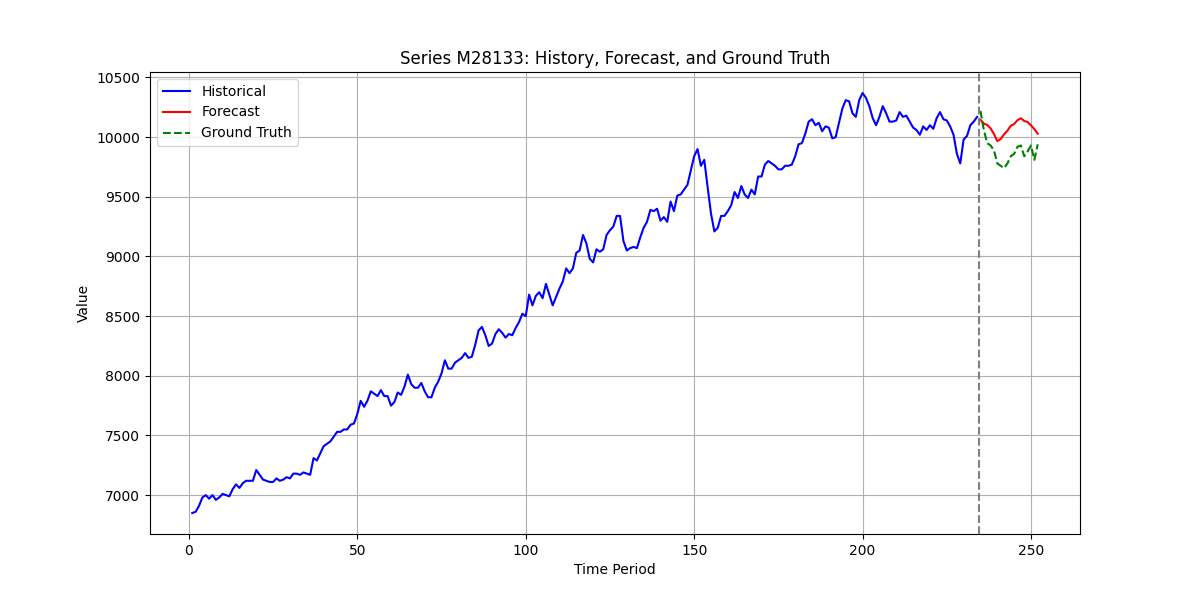 Series M28133: History, Forecast, and Ground Truth
Historical
Forecast
Ground Truth
10500
10000
9500
9000
8500
8000
7500
7000
Value
0 50 100 150 200 250
Time Period